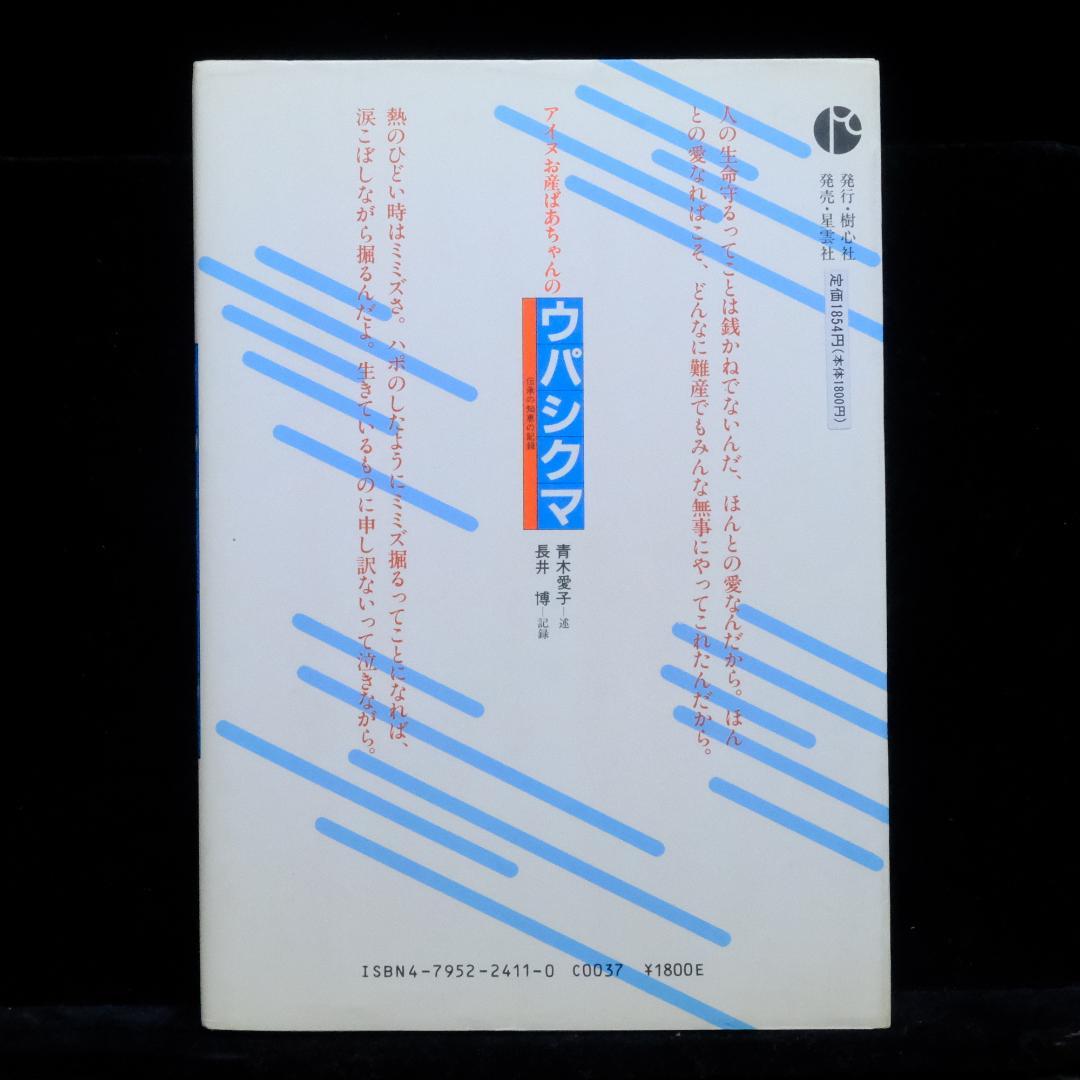 発行・樹心社
発売・星雲社
定価1854円(本体1800円)
人の生命守るってことは銭かねでないんだ、ほんとの愛なんだから。ほん
との愛なればこそ、どんなに難産でもみんな無事にやってこれたんだから。
アイヌお産ばあちゃんの
ウパシクマ
伝承の知恵の記録
青木愛子―述
長井 博―記録
熱のひどい時はミミズさ。ハポのしたようにミミズ掘るってことになれば、
涙こぼしながら掘るんだよ。生きているものに申し訳ないって泣きながら。
ISBN4-7952-2411-0 C0037 ¥1800E